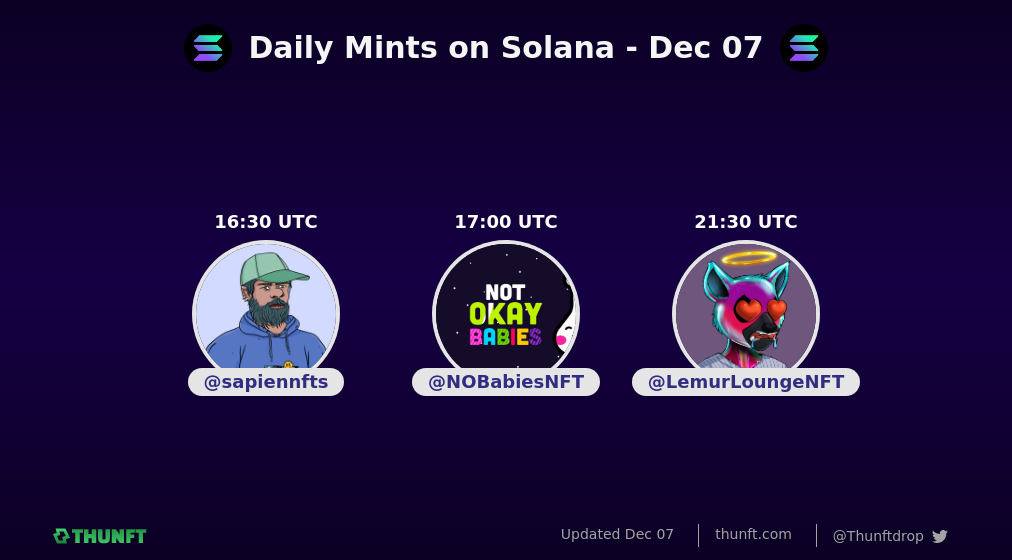 Daily Mints on Solana - Dec 07
16:30 UTC
17:00 UTC
21:30 UTC
NOT
OKAY
BABIES
@sapiennfts
@NOBabiesNFT
@LemurLoungeNFT
THUNFT
Updated Dec 07
thunft.com
@Thunftdrop